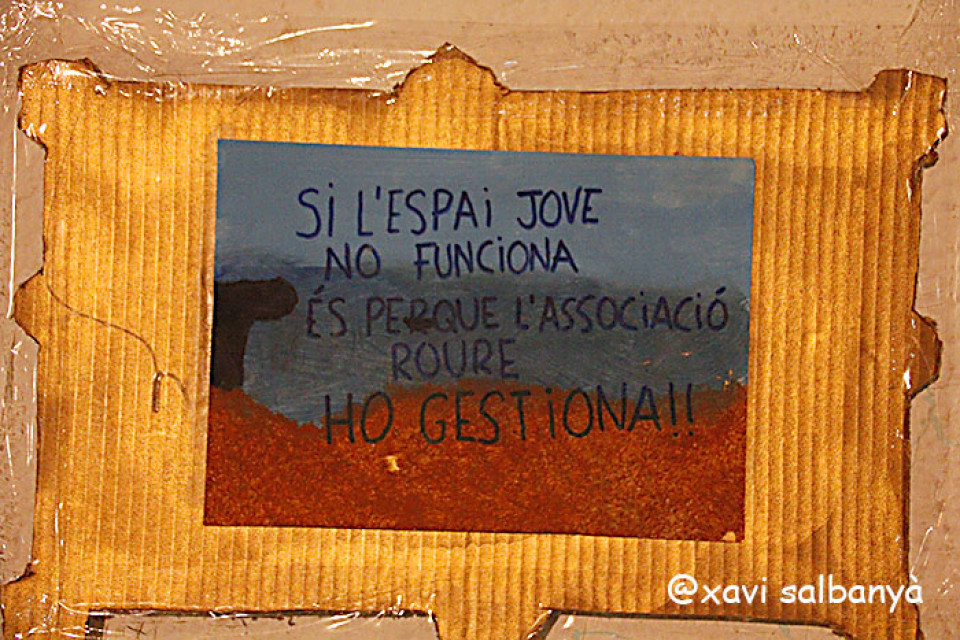 Si L'ESPAi JOVE
NO FUNCiONA
ÉS PERQUE L'ASSOCIACIÓ
ROURE
HO GESTiONA!!
@xavi salbanyà